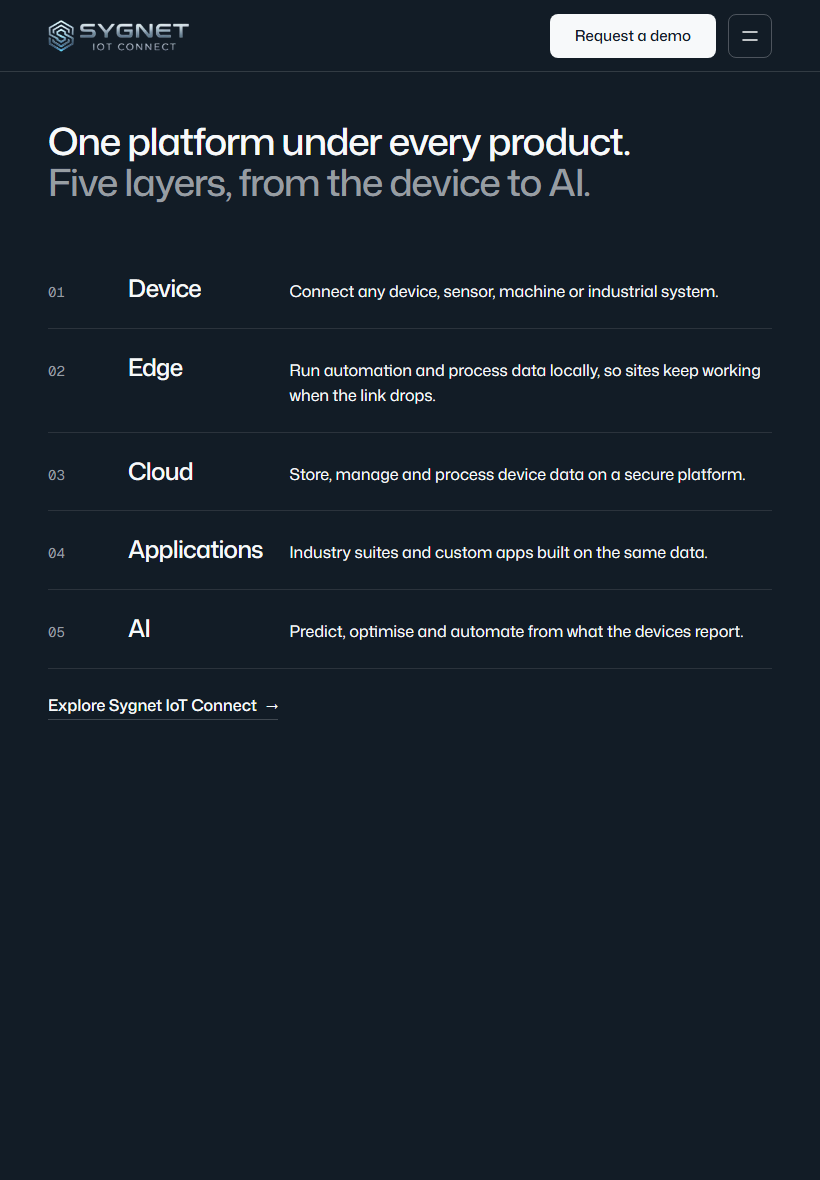 SYGNET
IOT CONNECT
Request a demo
One platform under every product.
Five layers, from the device to AI.
01
Device
Connect any device, sensor, machine or industrial system.
02
Edge
Run automation and process data locally, so sites keep working
when the link drops.
03
Cloud
Store, manage and process device data on a secure platform.
04
Applications
Industry suites and custom apps built on the same data.
05
AI
Predict, optimise and automate from what the devices report.
Explore Sygnet IoT Connect →